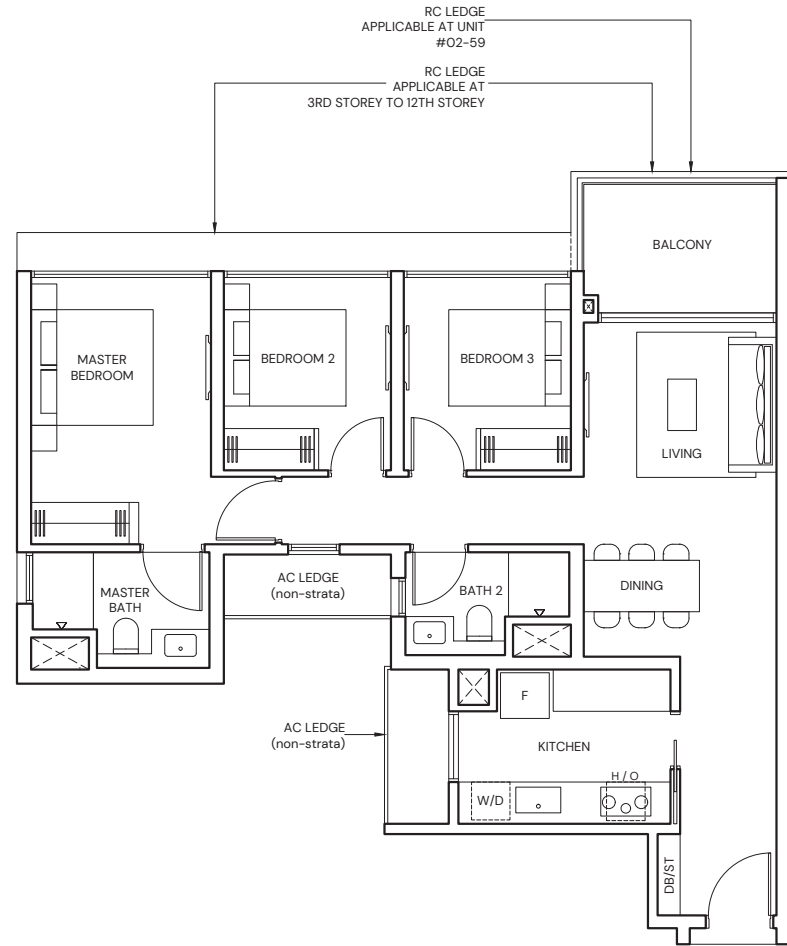 RC LEDGE
APPLICABLE AT UNIT
#02-59
RC LEDGE
APPLICABLE AT
3RD STOREY TO 12TH STOREY
BALCONY
MASTER
BEDROOM
BEDROOM 2
BEDROOM 3
LIVING
MASTER
BATH
AC LEDGE
(non-strata)
BATH 2
DINING
F
AC LEDGE
(non-strata)
KITCHEN
H / O
W/D
DB/ST